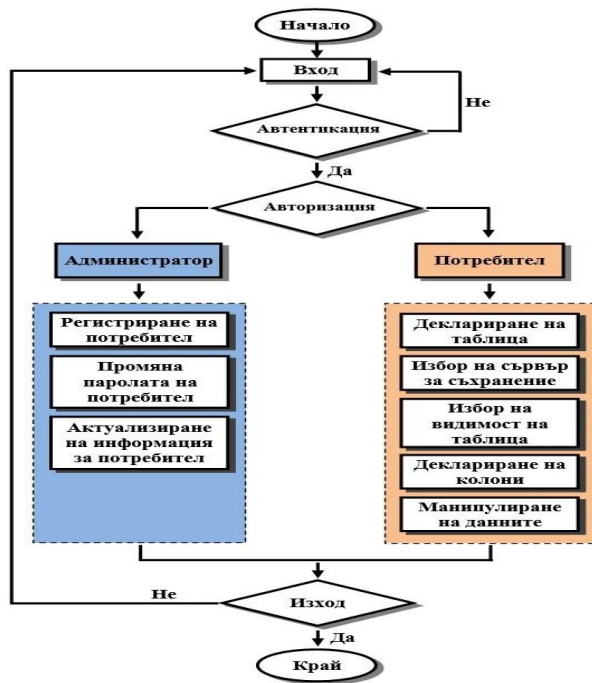 Начало
Вход
Не
Автентикация
Да
Авторизация
Администратор
Регистриране на
потребител
Промяна
паролата на
потребител
Актуализиране
на информация
за потребител
Потребител
Деклариране на
таблица
Избор на сървър
за съхранение
Избор на
видимост на
таблица
Деклариране на
колони
Манипулиране
на данните
Не
Изход
Да
Край